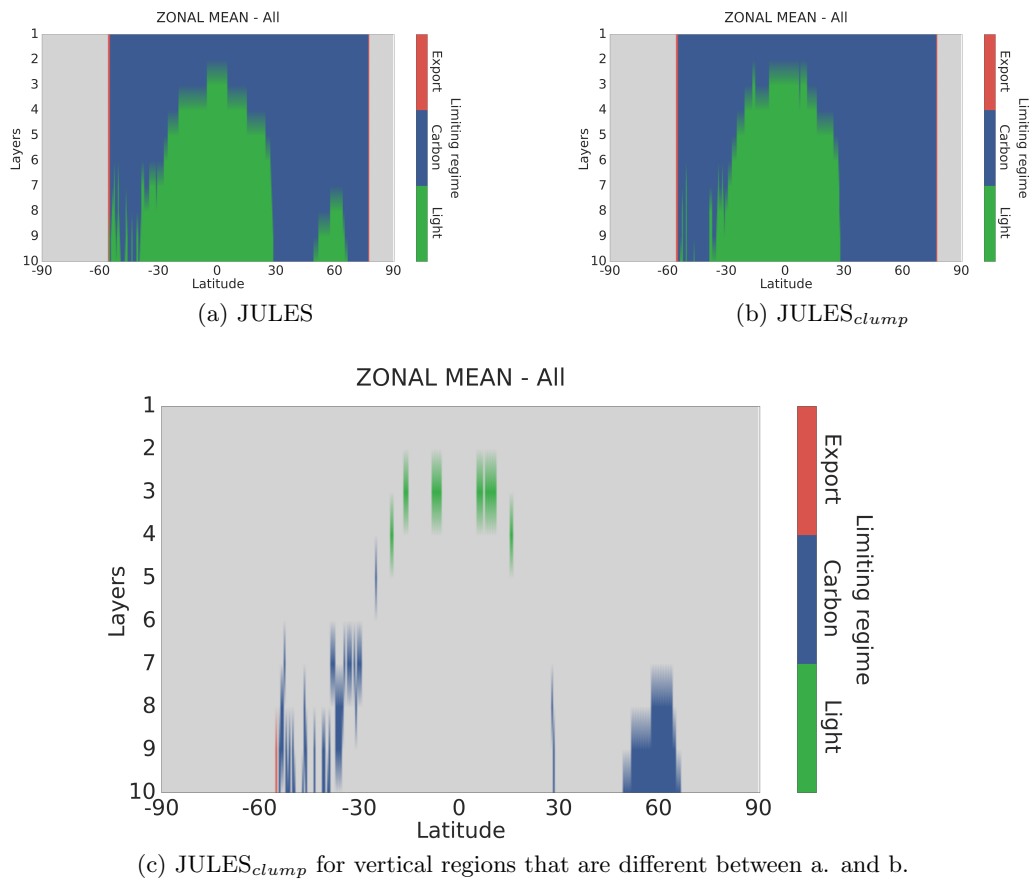 ZONAL MEAN - All
1
2
3
4
5
6
7
8
9
10
Layers
-90 -60 -30 0 30 60 90
Latitude
Export
Carbon
Light
Limiting regime
(a) JULES
ZONAL MEAN - All
1
2
3
4
5
6
7
8
9
10
Layers
-90 -60 -30 0 30 60 90
Latitude
Export
Carbon
Light
Limiting regime
(b) JULESclump
ZONAL MEAN - All
1
2
3
4
5
6
7
8
9
10
Layers
-90 -60 -30 0 30 60 90
Latitude
Export
Carbon
Light
Limiting regime
(c) JULESclump for vertical regions that are different between a. and b.